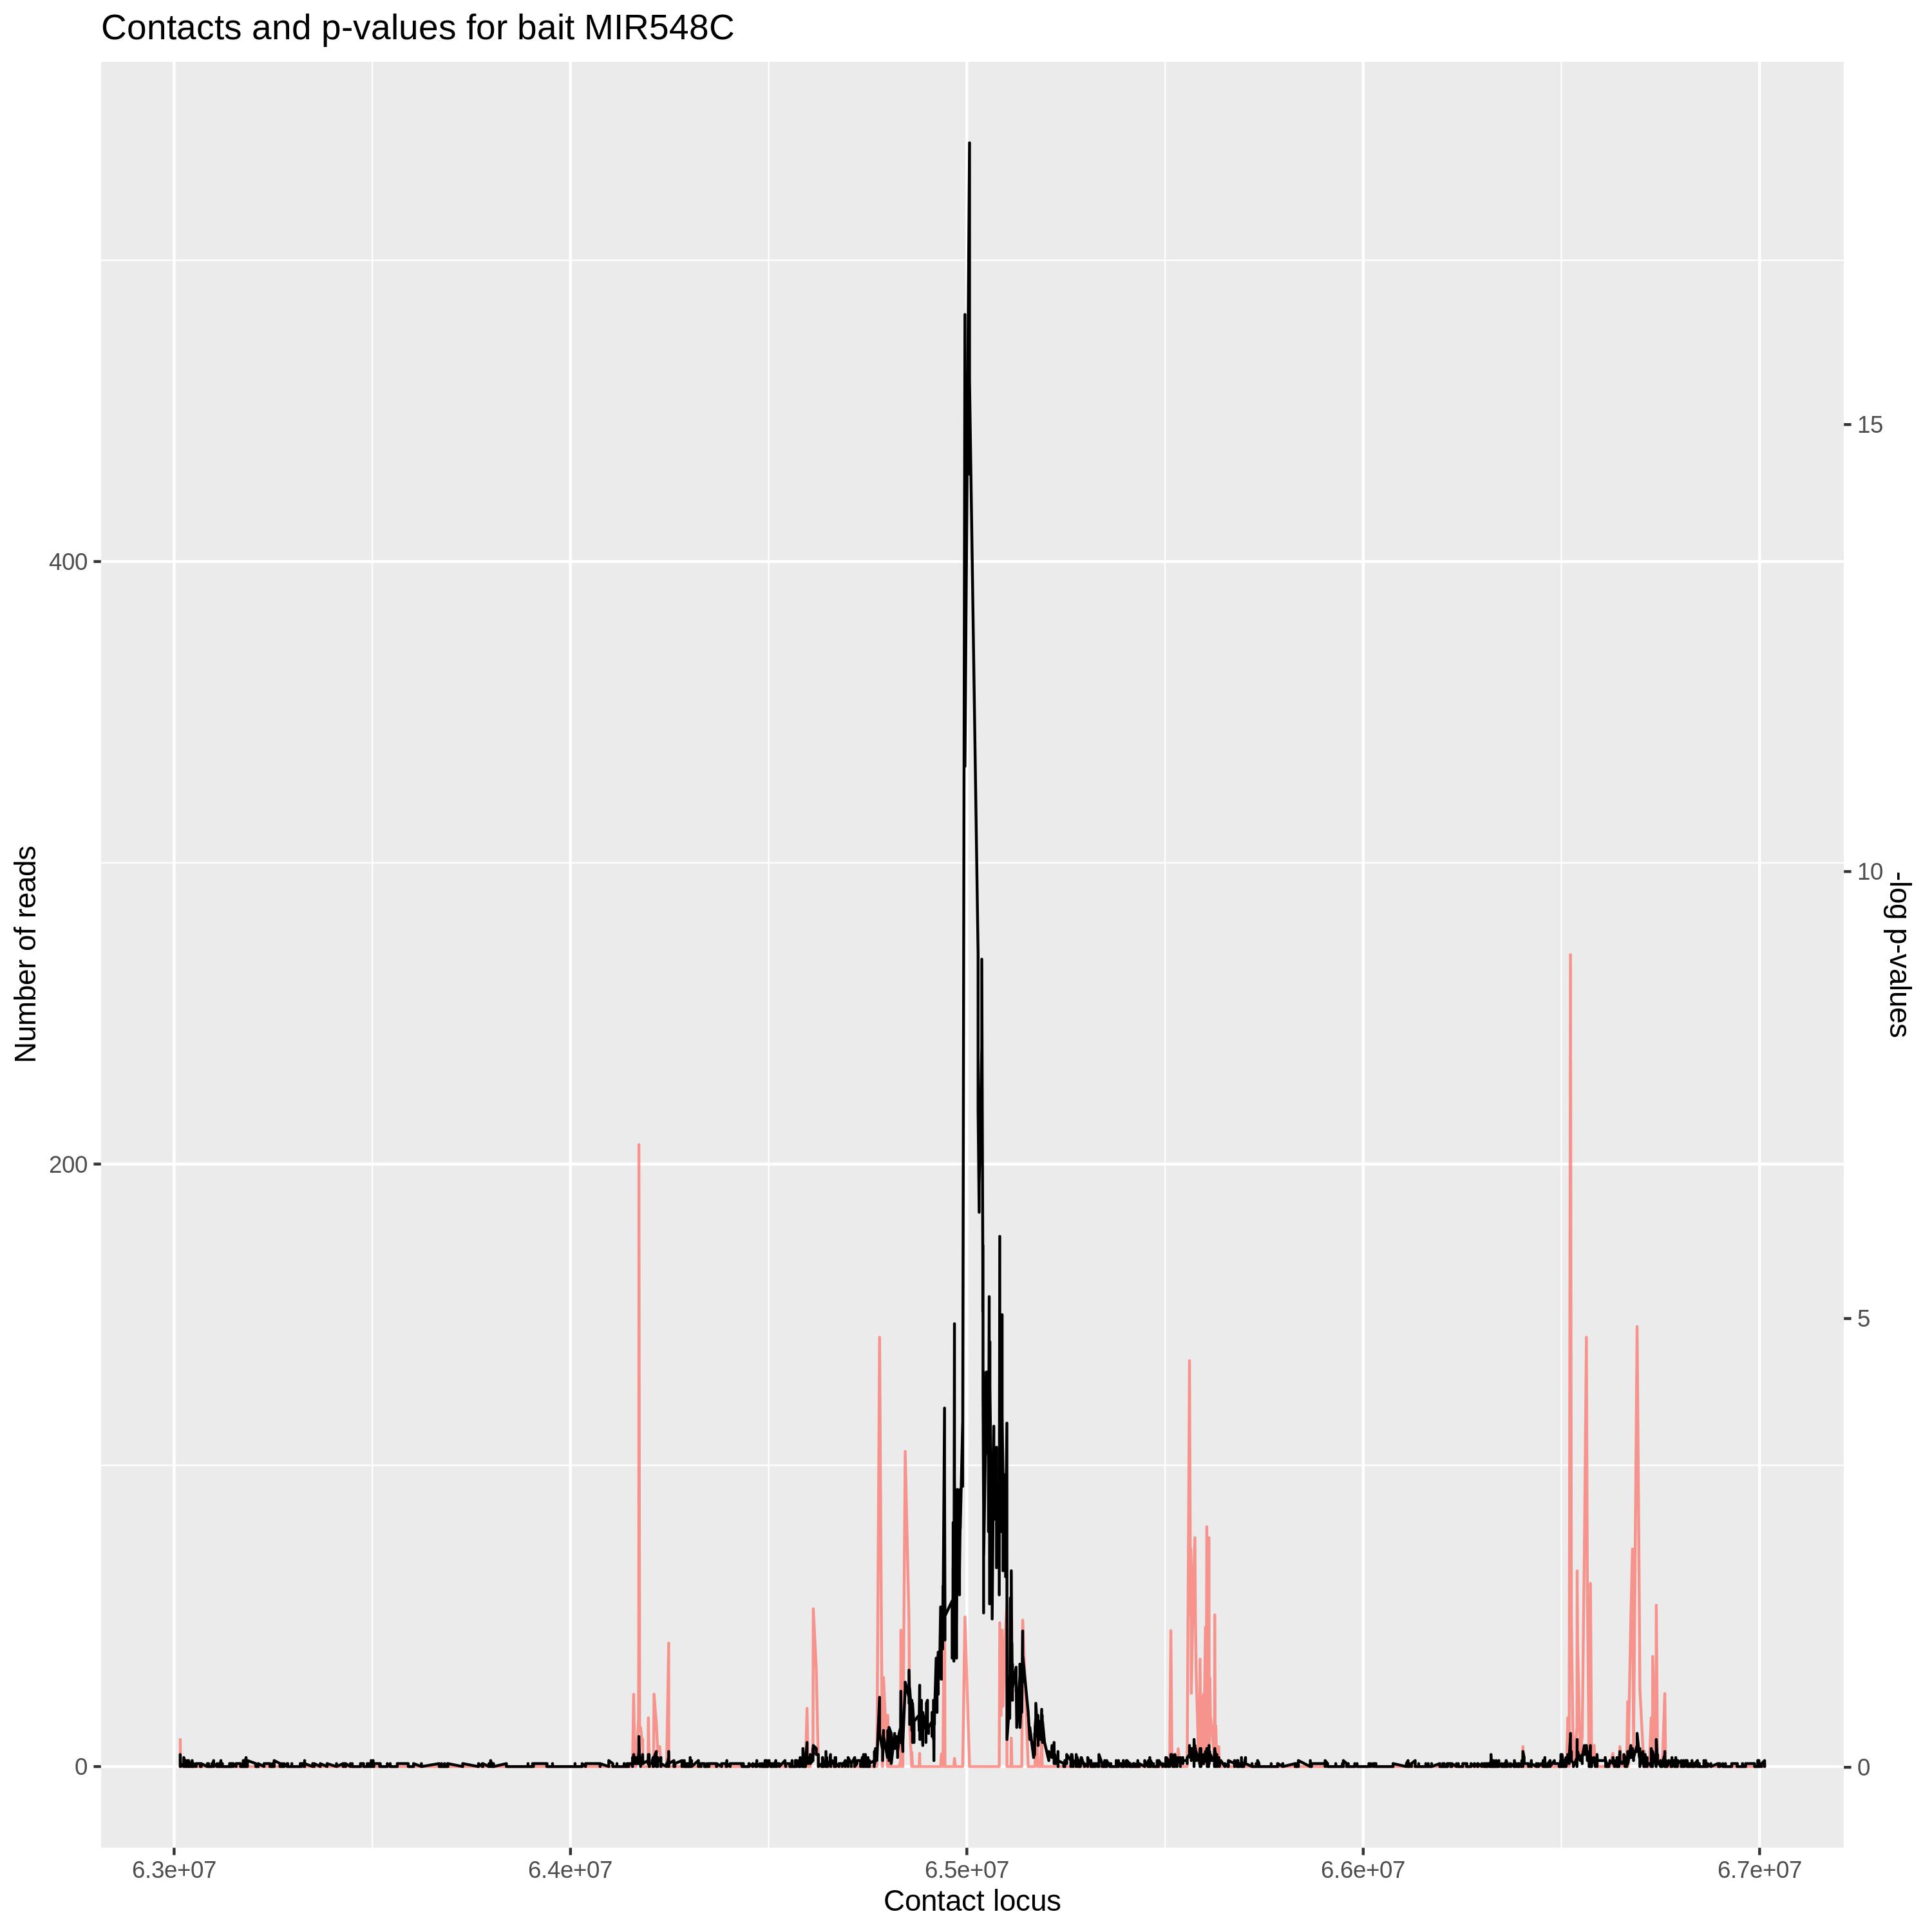 Contacts and p-values for bait MIR548C
Number of reads
400
200
0
15
10
5
0
-log p-values
6.3e+07 6.4e+07 6.5e+07 6.6e+07 6.7e+07
Contact locus